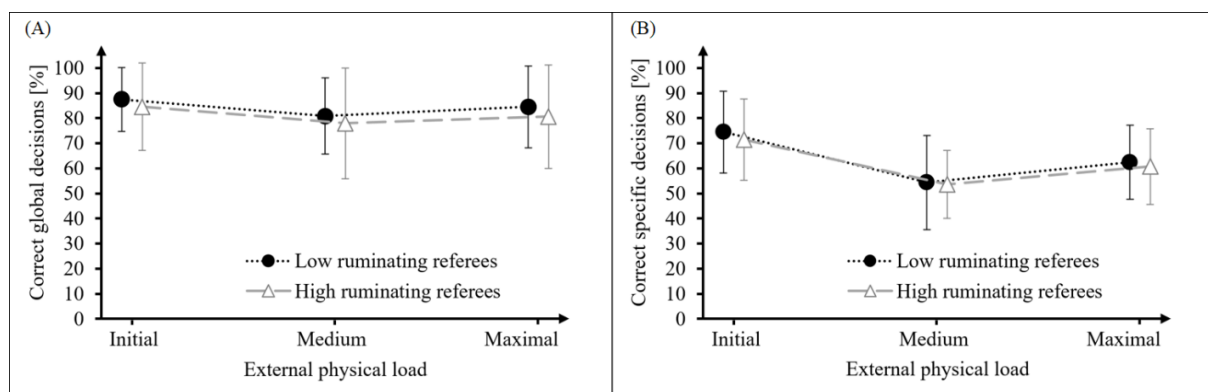 (A)
Correct global decisions [%]
100
90
80
70
60
50
40
30
20
10
0
Low ruminating referees
High ruminating referees
Initial Medium Maximal
External physical load
(B)
Correct specific decisions [%]
100
90
80
70
60
50
40
30
20
10
0
Low ruminating referees
High ruminating referees
Initial Medium Maximal
External physical load